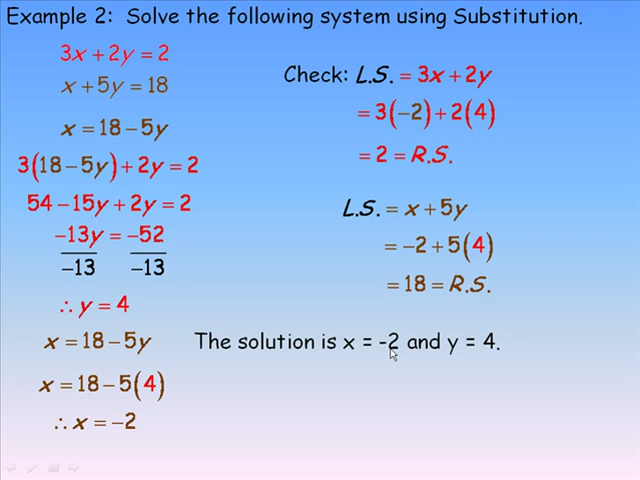 Example 2: Solve the following system using Substitution.
3x + 2y = 2
x + 5y = 18
x = 18 − 5y
3(18 − 5y) + 2y = 2
54 − 15y + 2y = 2
−13y = −52
−13 −13
∴ y = 4
x = 18 − 5y
x = 18 − 5(4)
∴ x = −2
Check: L.S. = 3x + 2y
= 3(−2) + 2(4)
= 2 = R.S.
L.S. = x + 5y
= −2 + 5(4)
= 18 = R.S.
The solution is x = -2 and y = 4.